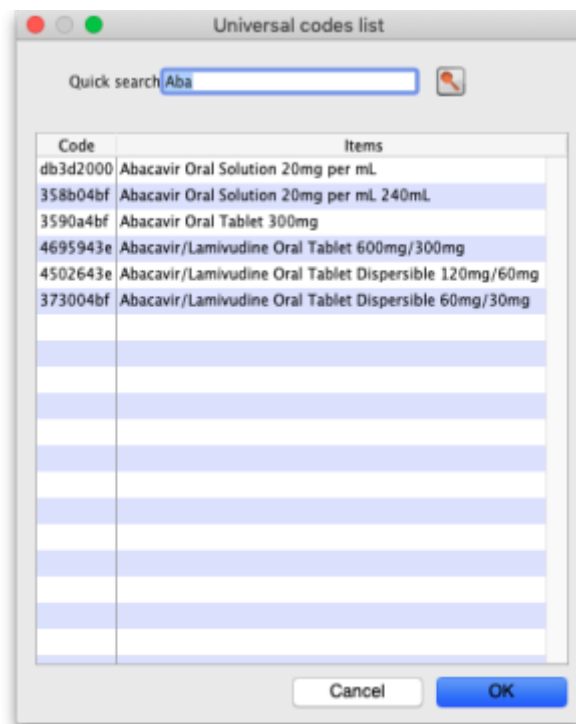 Universal codes list
Quick search Aba
Code Items
db3d2000 Abacavir Oral Solution 20mg per mL
358b04bf Abacavir Oral Solution 20mg per mL 240mL
3590a4bf Abacavir Oral Tablet 300mg
4695943e Abacavir/Lamivudine Oral Tablet 600mg/300mg
4502643e Abacavir/Lamivudine Oral Tablet Dispersible 120mg/60mg
373004bf Abacavir/Lamivudine Oral Tablet Dispersible 60mg/30mg
Cancel OK